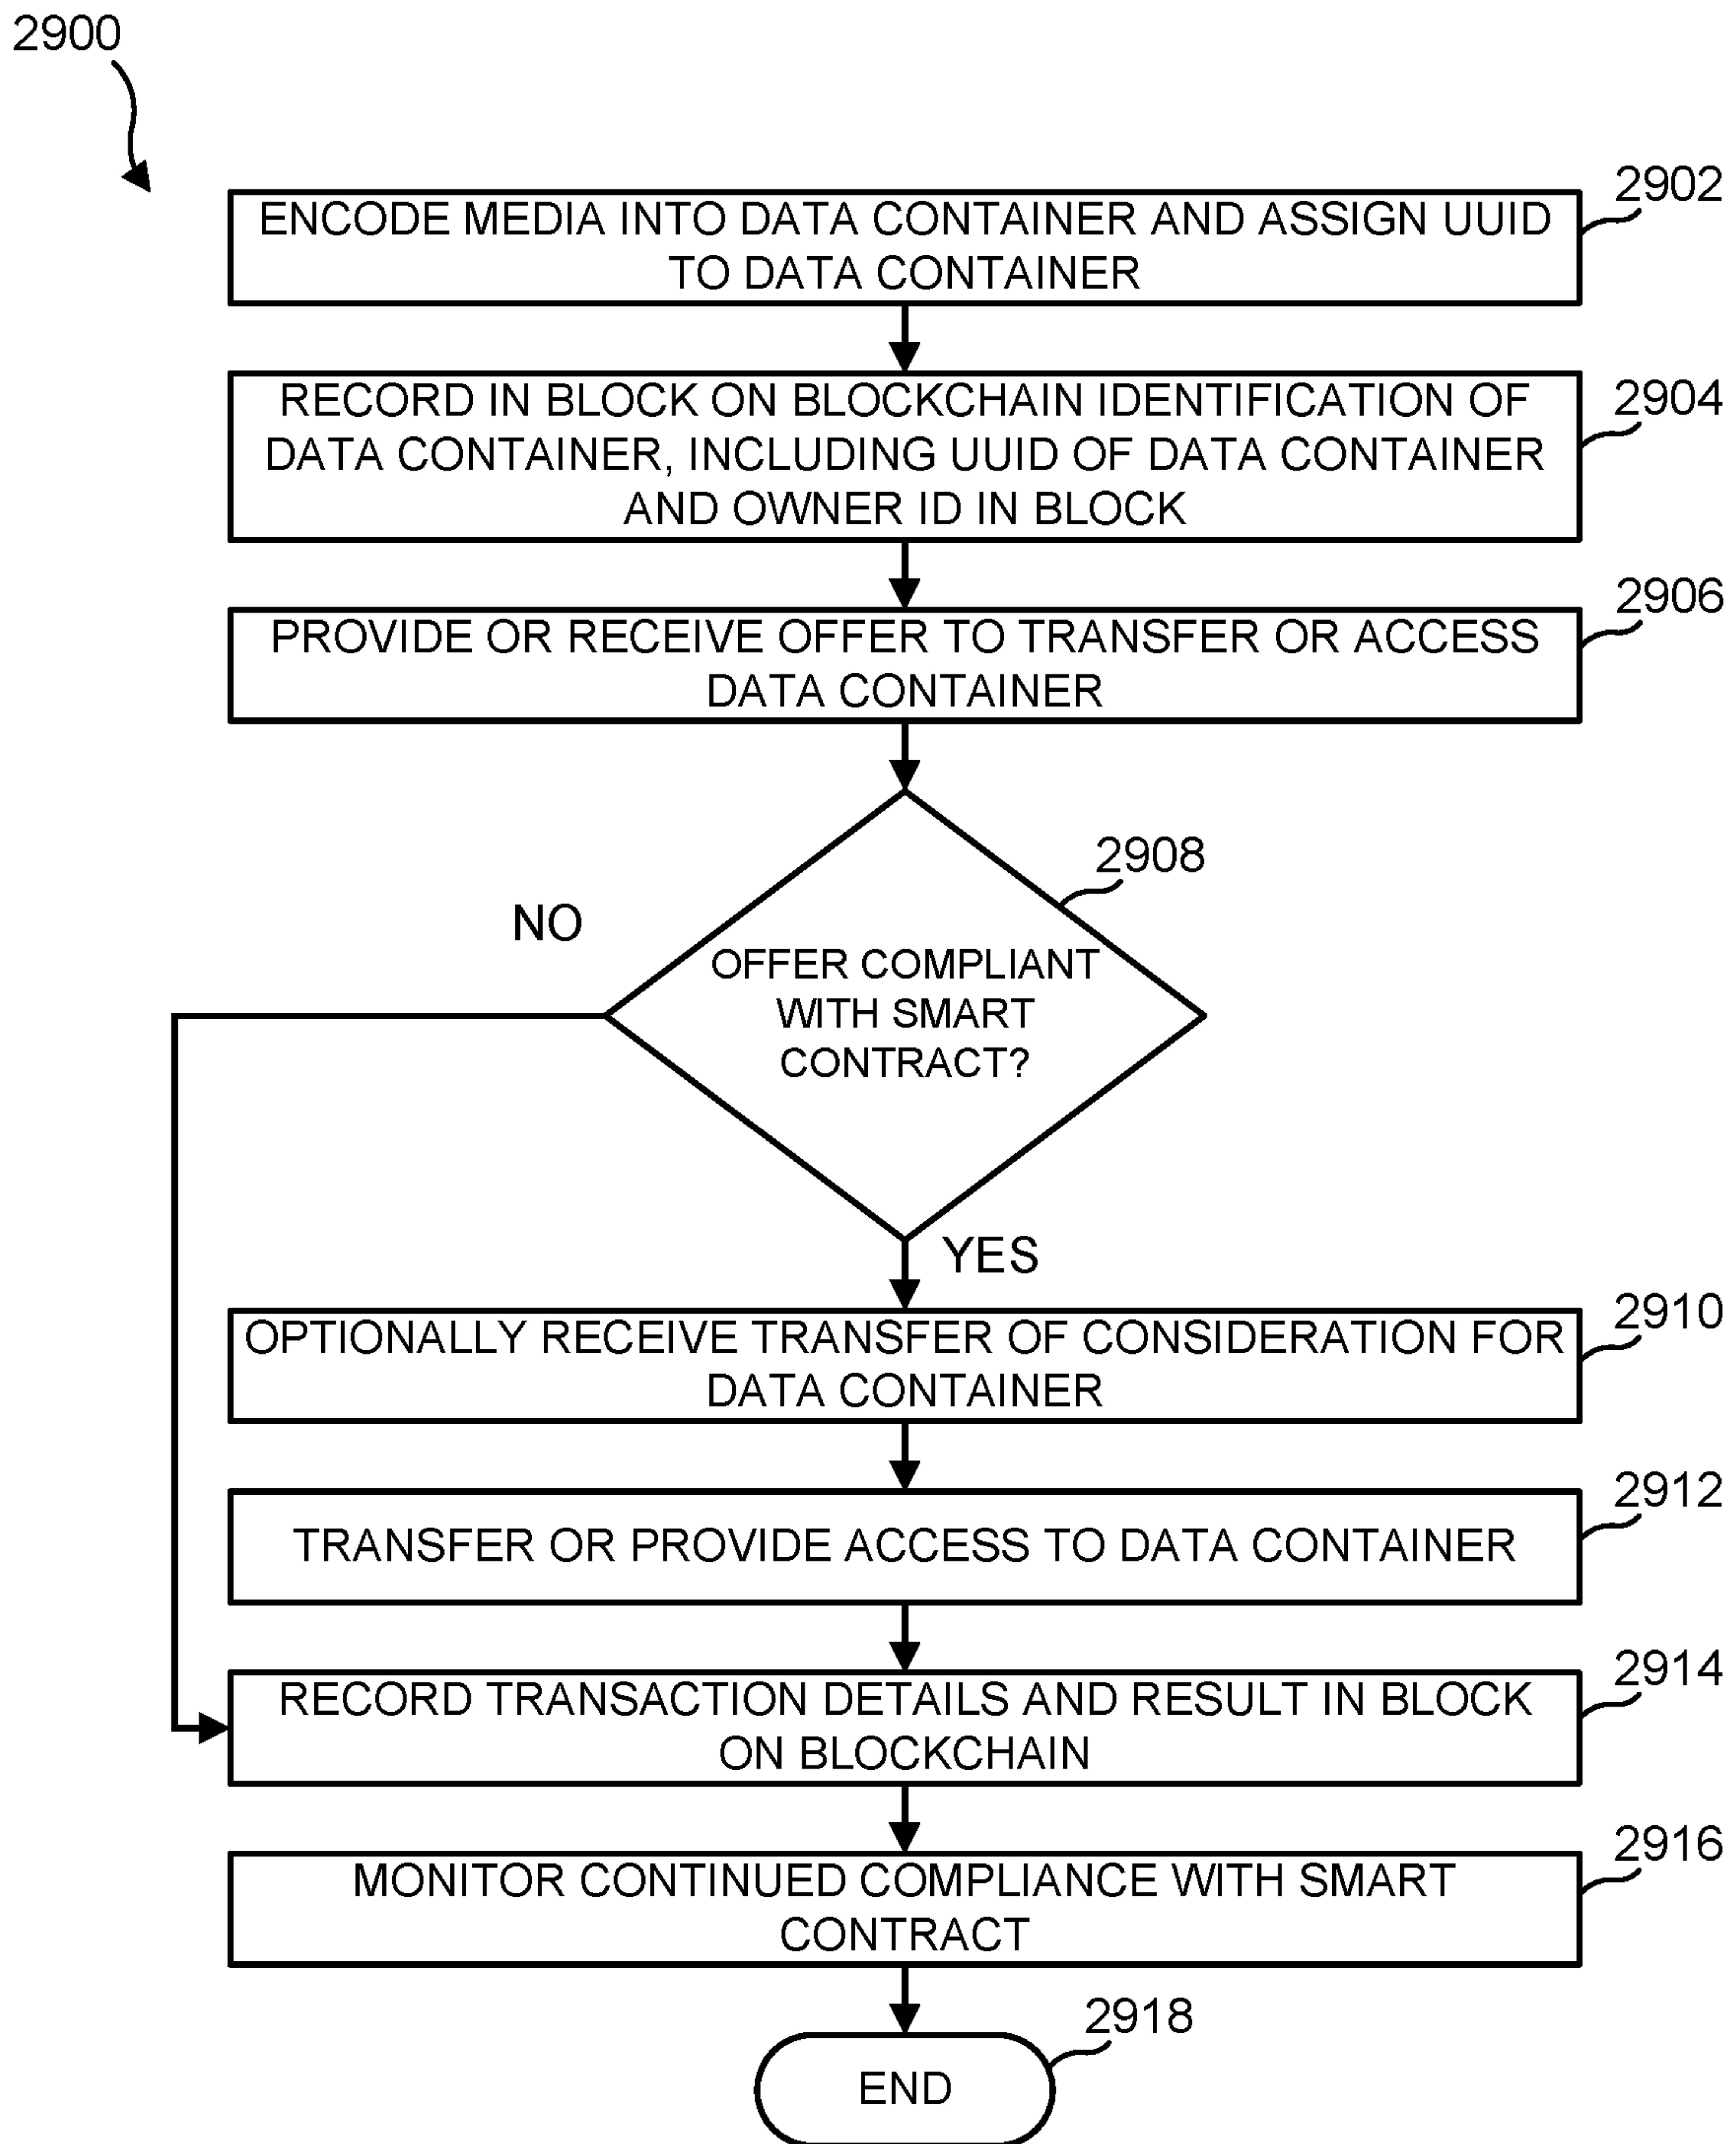 2900
2902
ENCODE MEDIA INTO DATA CONTAINER AND ASSIGN UUID
TO DATA CONTAINER
2904
RECORD IN BLOCK ON BLOCKCHAIN IDENTIFICATION OF
DATA CONTAINER, INCLUDING UUID OF DATA CONTAINER
AND OWNER ID IN BLOCK
2906
PROVIDE OR RECEIVE OFFER TO TRANSFER OR ACCESS
DATA CONTAINER
2908
NO
OFFER COMPLIANT
WITH SMART
CONTRACT?
YES
2910
OPTIONALLY RECEIVE TRANSFER OF CONSIDERATION FOR
DATA CONTAINER
2912
TRANSFER OR PROVIDE ACCESS TO DATA CONTAINER
2914
RECORD TRANSACTION DETAILS AND RESULT IN BLOCK
ON BLOCKCHAIN
2916
MONITOR CONTINUED COMPLIANCE WITH SMART
CONTRACT
2918
END